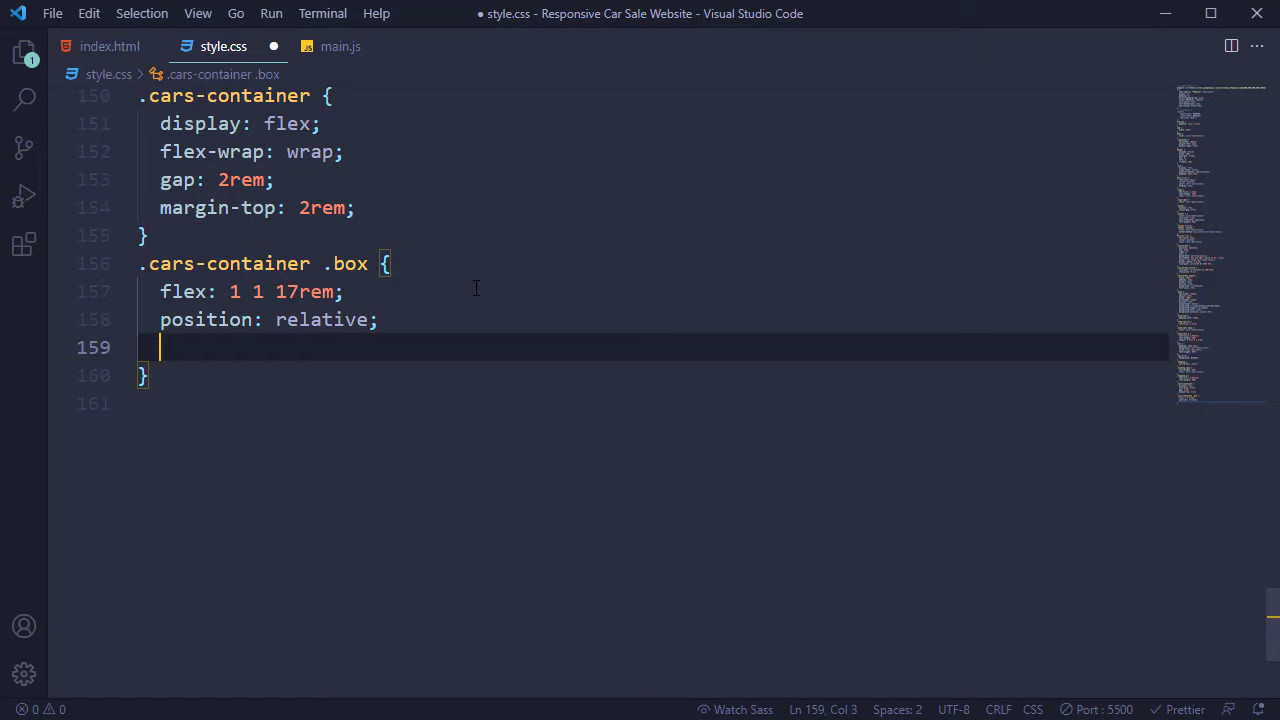 File Edit Selection View Go Run Terminal Help ● style.css - Responsive Car Sale Website - Visual Studio Code
index.html style.css ● main.js
style.css > .cars-container .box
150 .cars-container {
151 display: flex;
152 flex-wrap: wrap;
153 gap: 2rem;
154 margin-top: 2rem;
155 }
156 .cars-container .box {
157 flex: 1 1 17rem;
158 position: relative;
159
160 }
161
1
0 0 Watch Sass Ln 159, Col 3 Spaces: 2 UTF-8 CRLF CSS Port : 5500 Prettier